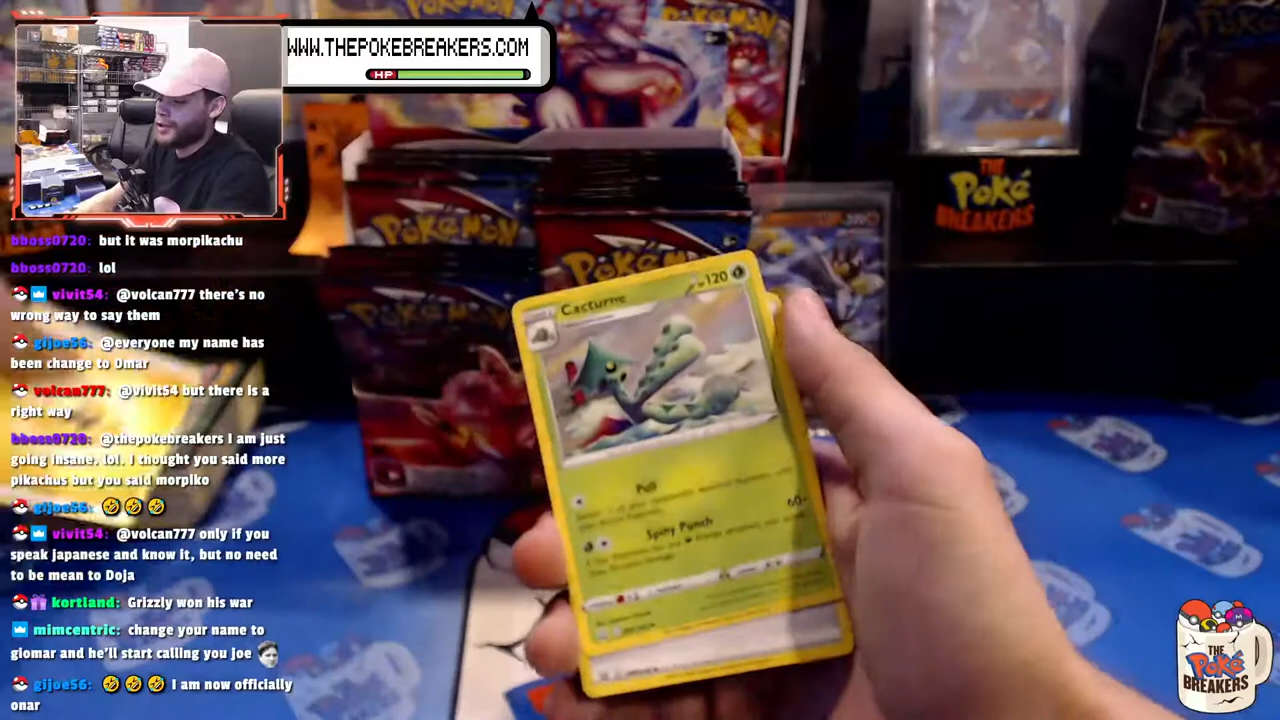 WWW.THEPOKEBREAKERS.COM
HP
bboss0720: but it was morpikachu
bboss0720: lol
vivit54: @volcan777 there's no
wrong way to say them
gijoe56: @everyone my name has
been change to Omar
volcan777: @vivit54 but there is a
right way
bboss0720: @thepokebreakers I am just
going insane. lol. I thought you said more
pikachus but you said morpiko
gijoe56: 🤣 🤣 🤣
vivit54: @volcan777 only if you
speak japanese and know it, but no need
to be mean to Doja
kortland: Grizzly won his war
mimcentric: change your name to
giomar and he'll start calling you joe
gijoe56: 🤣 🤣 🤣 I am now officially
onar
POKéMON
POKéMON
THE
Poké
BREAKERS
Cacturne
120
Pull
Spiny Punch
60+
THE
Poké
BREAKERS